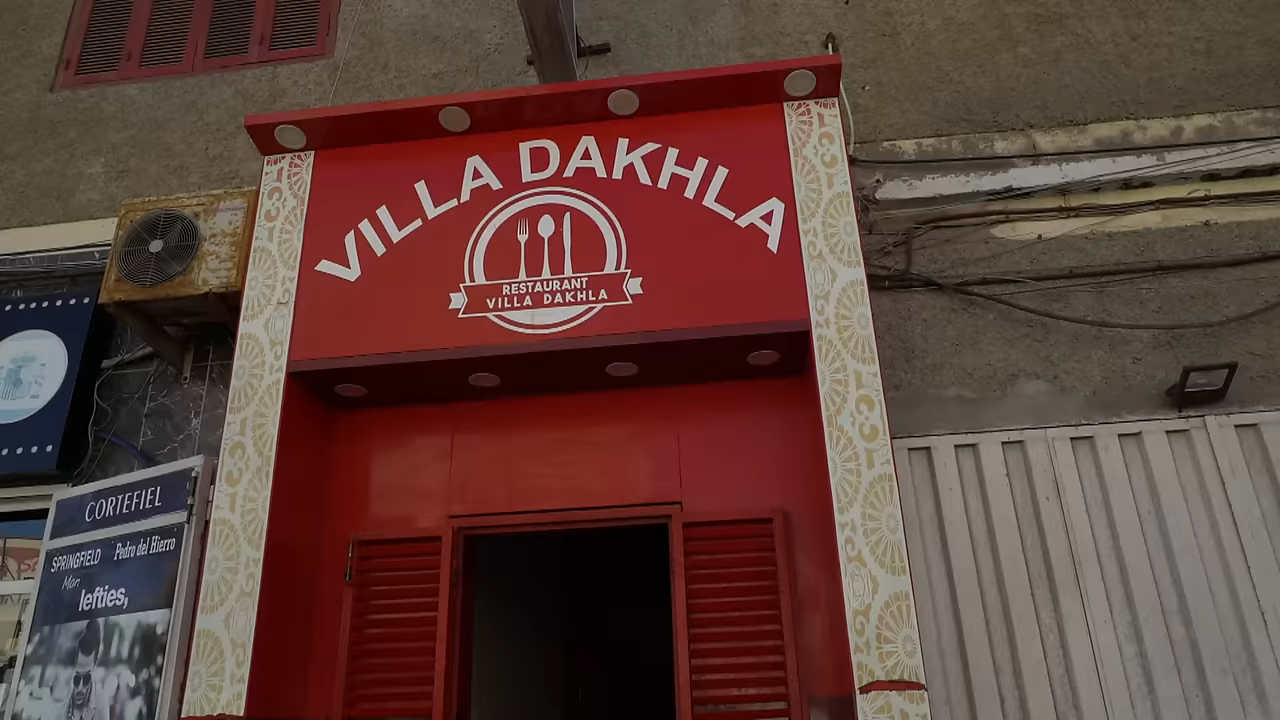 VILLA DAKHLA
RESTAURANT
VILLA DAKHLA
CORTEFIEL
SPRINGFIELD Pedro del Hierro
Man
lefties,